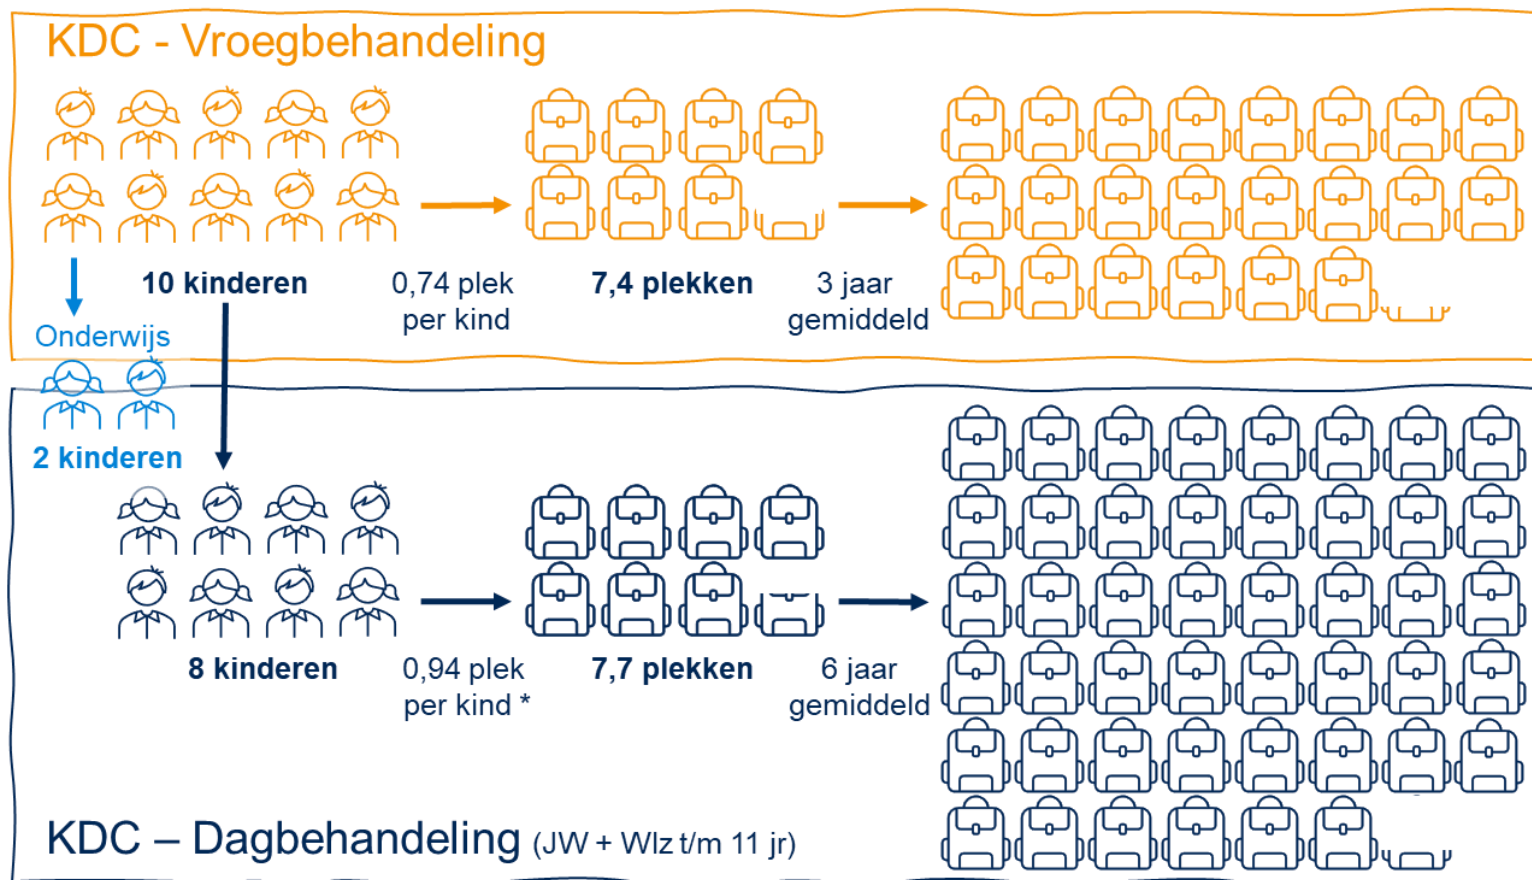 KDC - Vroegbehandeling
10 kinderen
0,74 plek
per kind
7,4 plekken
3 jaar
gemiddeld
Onderwijs
2 kinderen
8 kinderen
0,94 plek
per kind *
7,7 plekken
6 jaar
gemiddeld
KDC – Dagbehandeling (JW + Wlz t/m 11 jr)